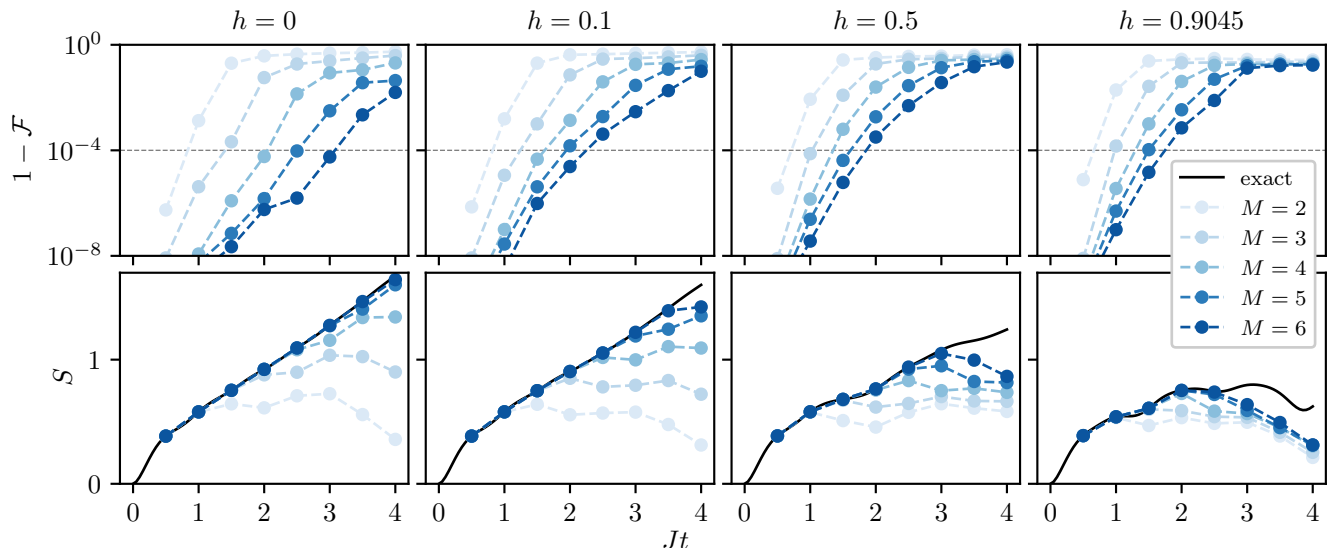 h = 0 h = 0.1 h = 0.5 h = 0.9045
10⁰
1 − 𝓕
10⁻⁴
10⁻⁸
exact
M = 2
M = 3
M = 4
M = 5
M = 6
S
1
0
0 1 2 3 4 0 1 2 3 4 0 1 2 3 4 0 1 2 3 4
Jt